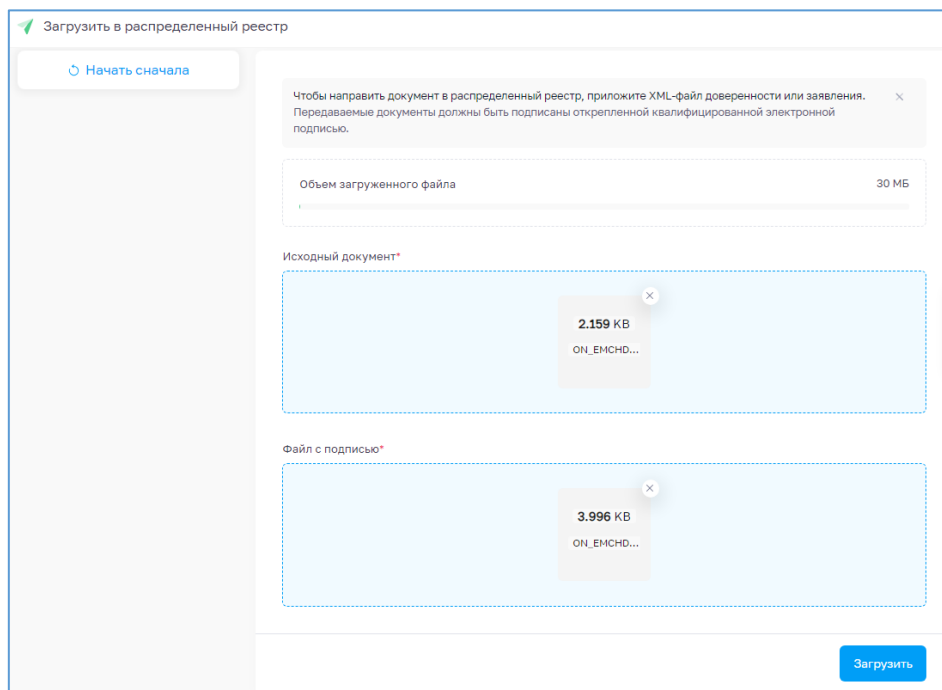 Загрузить в распределенный реестр
Начать сначала
Чтобы направить документ в распределенный реестр, приложите XML-файл доверенности или заявления.
Передаваемые документы должны быть подписаны открепленной квалифицированной электронной
подписью.
Объем загруженного файла 30 МБ
Исходный документ*
2.159 KB
ON_EMCHD...
Файл с подписью*
3.996 KB
ON_EMCHD...
Загрузить